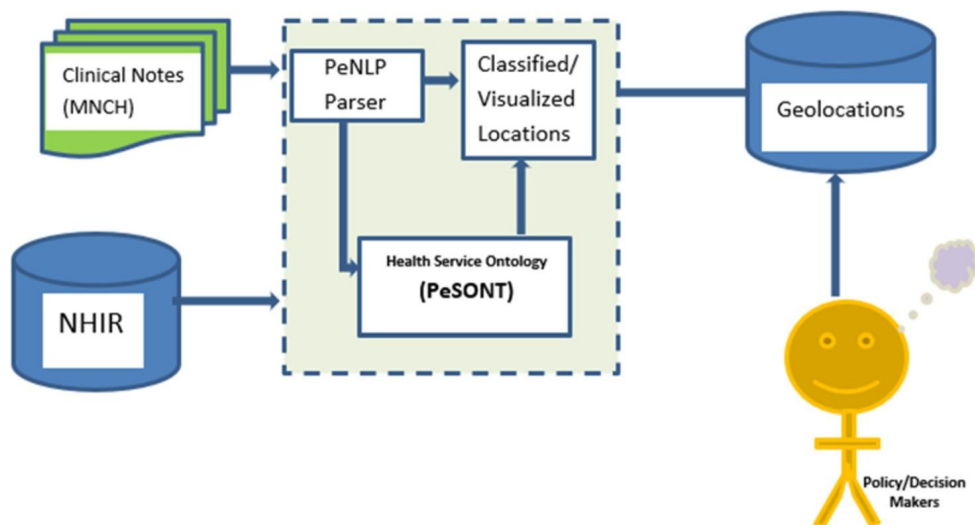 Clinical Notes
(MNCH)
PeNLP
Parser
Classified/
Visualized
Locations
Geolocations
Health Service Ontology
(PeSONT)
NHIR
Policy/Decision
Makers